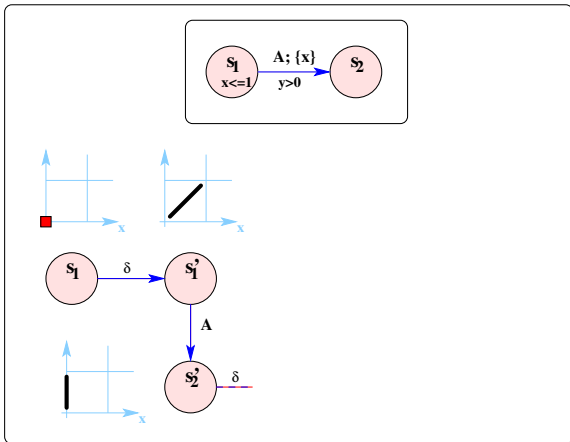 s1 A; {x} s2
x<=1 y>0
x x
s1 δ s1'
A
s2' δ
x